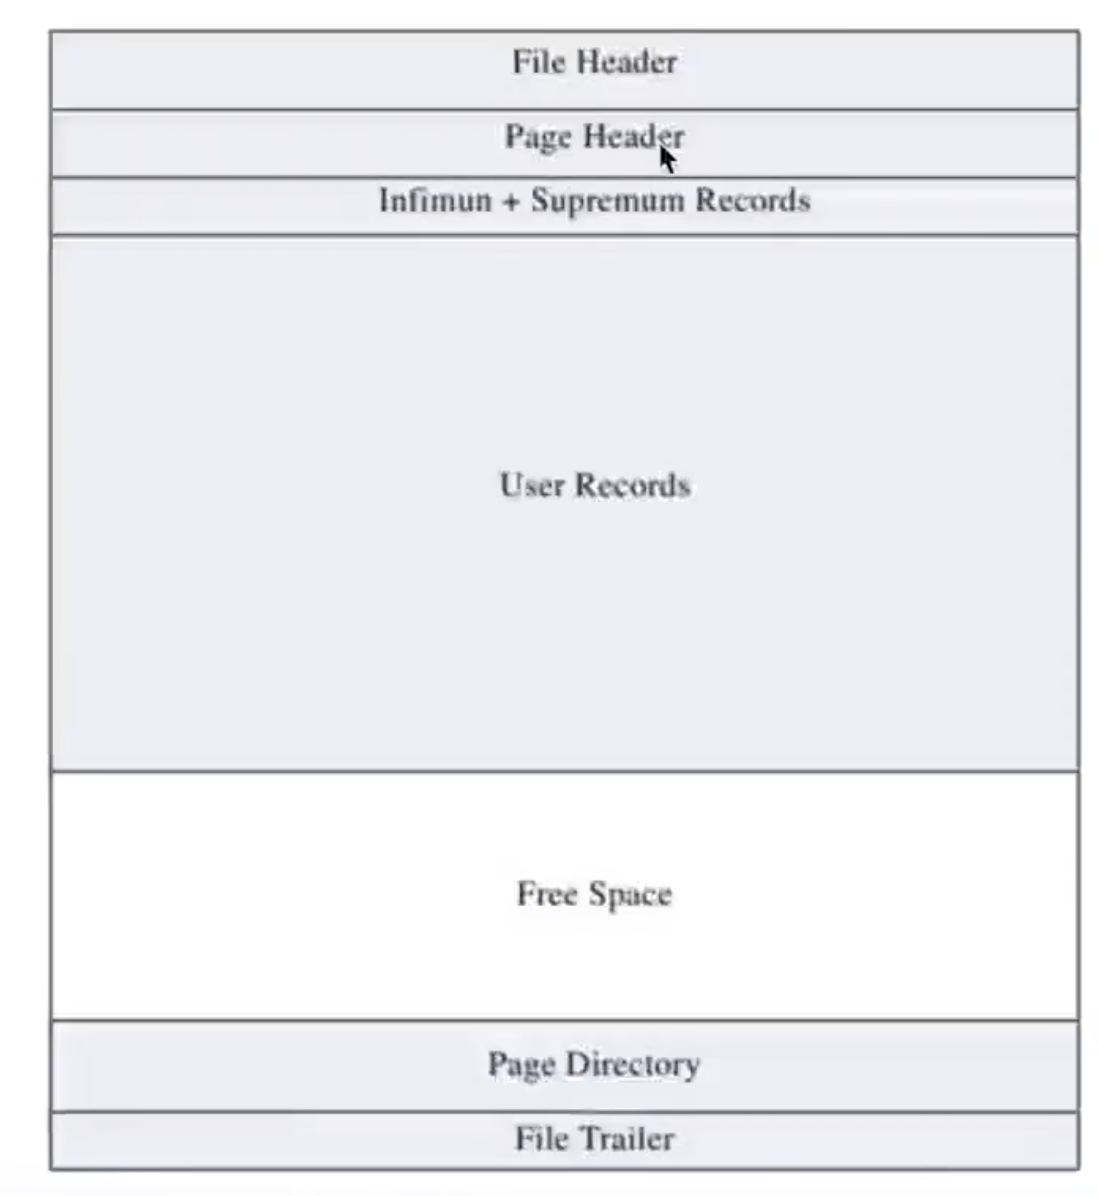 File Header
Page Header
Infimun + Supremum Records
User Records
Free Space
Page Directory
File Trailer